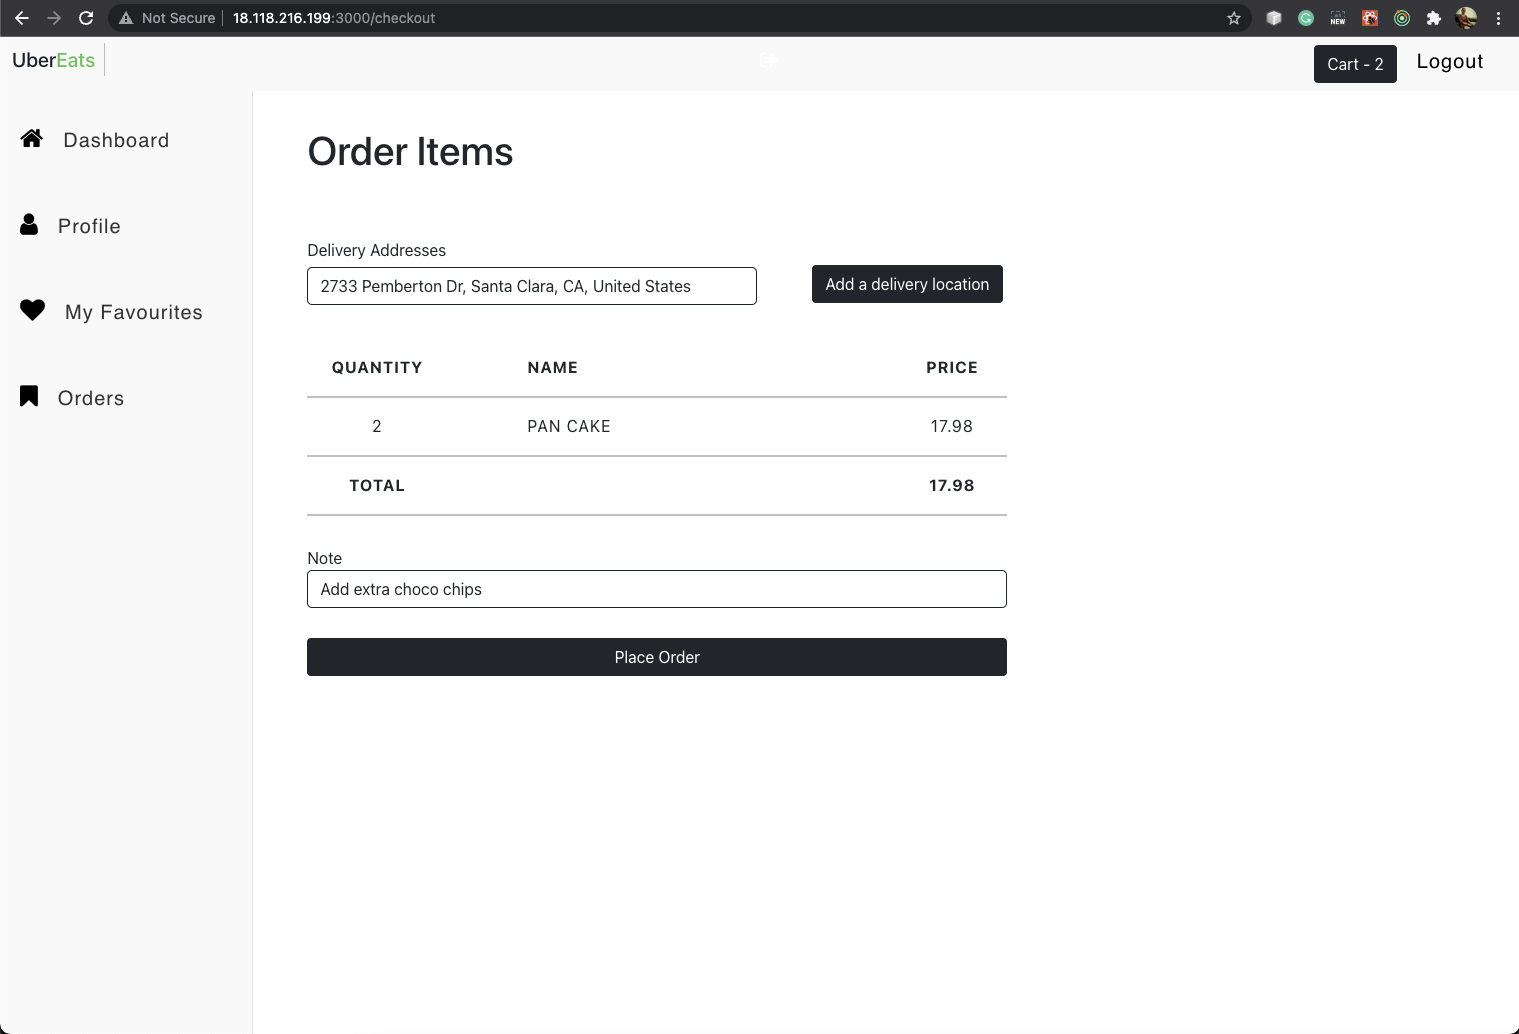 Not Secure | 18.118.216.199:3000/checkout
NEW
UberEats
Cart - 2
Logout
Dashboard
Profile
My Favourites
Orders
Order Items
Delivery Addresses
2733 Pemberton Dr, Santa Clara, CA, United States
Add a delivery location
QUANTITY NAME PRICE
2 PAN CAKE 17.98
TOTAL 17.98
Note
Add extra choco chips
Place Order